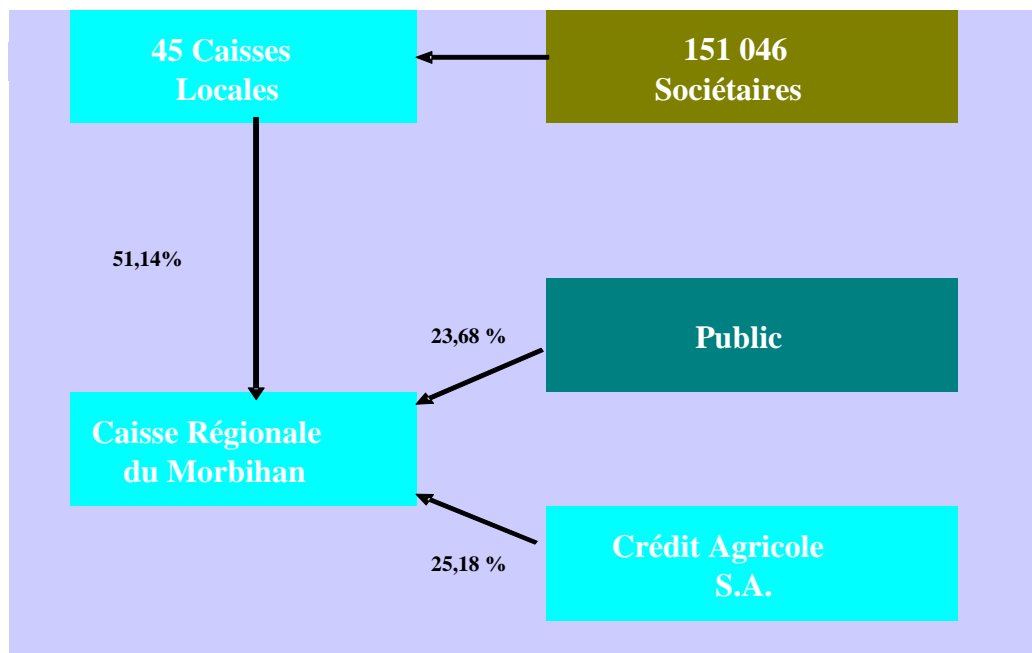 45 Caisses
Locales
151 046
Sociétaires
51,14%
23,68 %
Public
Caisse Régionale
du Morbihan
25,18 %
Crédit Agricole
S.A.